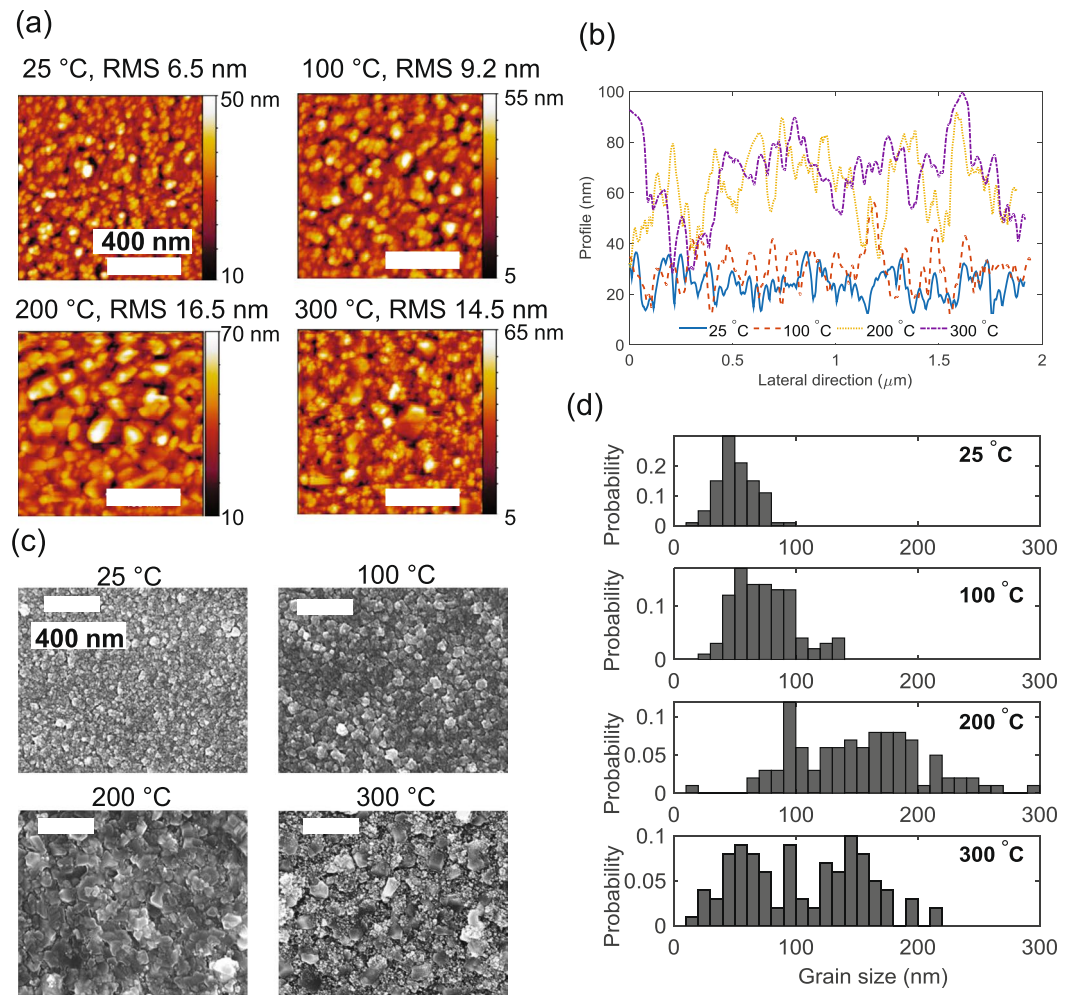 (a)
25 °C, RMS 6.5 nm
50 nm
10
400 nm
100 °C, RMS 9.2 nm
55 nm
5
200 °C, RMS 16.5 nm
70 nm
10
300 °C, RMS 14.5 nm
65 nm
5
(b)
100
80
60
40
20
0
Profile (nm)
25 °C 100 °C 200 °C 300 °C
0 0.5 1 1.5 2
Lateral direction (μm)
(c)
25 °C
400 nm
100 °C
200 °C
300 °C
(d)
25 °C
0.2
0.1
0
Probability
0 100 200 300
100 °C
0.1
0
Probability
0 100 200 300
200 °C
0.1
0.05
0
Probability
0 100 200 300
300 °C
0.1
0.05
0
Probability
0 100 200 300
Grain size (nm)